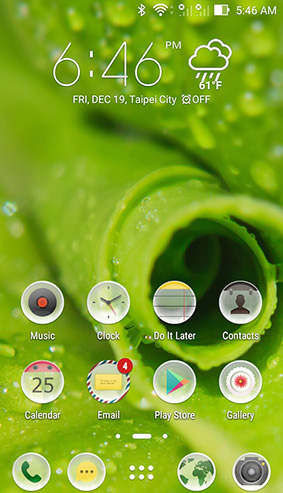 5:46 AM
6:46 PM
61°F
FRI, DEC 19, Taipei City OFF
Music Clock Do It Later Contacts
25
4
Calendar Email Play Store Gallery